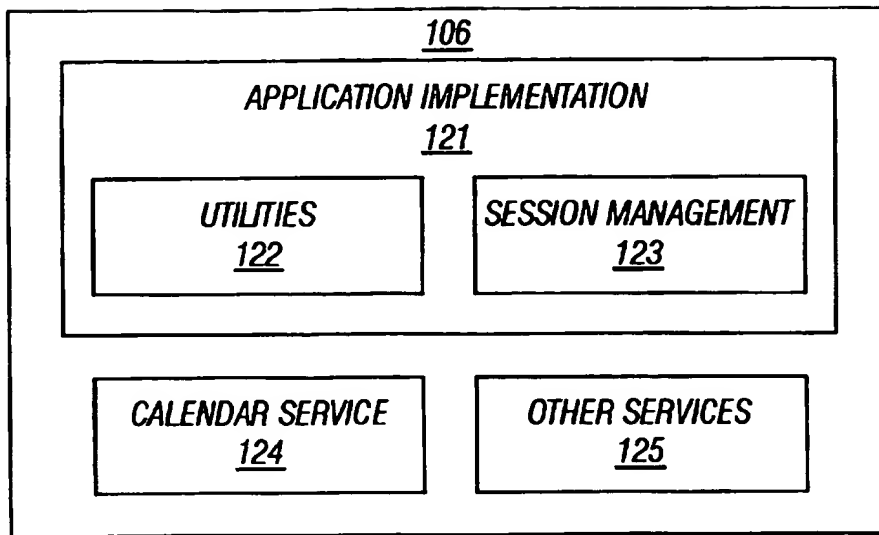 106
APPLICATION IMPLEMENTATION
121
UTILITIES
122
SESSION MANAGEMENT
123
CALENDAR SERVICE
124
OTHER SERVICES
125